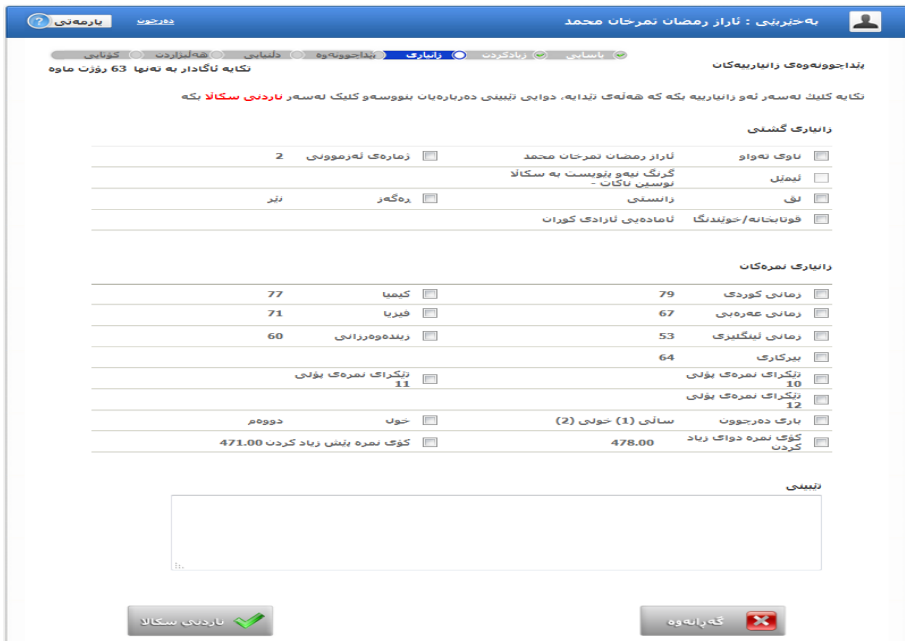 بەخێربێی : ئاراز رمضان نمرخان محمد
دەرچون
یارمەتی (?)
یاسایی زیادکردن زانیاری پێداچوونەوە دڵنیایی هەڵبژاردن کۆتایی
پێداچوونەوەی زانیارییەکان
تکایە ئاگادار بە تەنها 63 رۆژت ماوە
تکایە کلیك لەسەر ئەو زانیارییە بکە کە هەڵەی تێدایە، دوایی تێبینی دەربارەیان بنووسەو کلیک لەسەر ناردنی سکاڵا بکە
زانیاری گشتی
ناوی تەواو ئاراز رمضان نمرخان محمد ژمارەی ئەزموونی 2
ئیمێل گرنگ نیەو پێویست بە سکاڵا نوسین ناکات -
لق زانستی ڕەگەز نێر
قوتابخانە/خوێندنگا ئامادەیی ئازادی کوران
زانیاری نمرەکان
زمانی کوردی 79 کیمیا 77
زمانی عەرەبی 67 فیزیا 71
زمانی ئینگلیزی 53 زیندەوەرزانی 60
بیرکاری 64
تێکرای نمرەی پۆلی 10 تێکرای نمرەی پۆلی 11
تێکرای نمرەی پۆلی 12
باری دەرچوون ساڵی (1) خولی (2) خول دووەم
کۆی نمرە دوای زیاد کردن 478.00 کۆی نمرە پێش زیاد کردن 471.00
تێبینی
گەڕانەوە
ناردنی سکاڵا